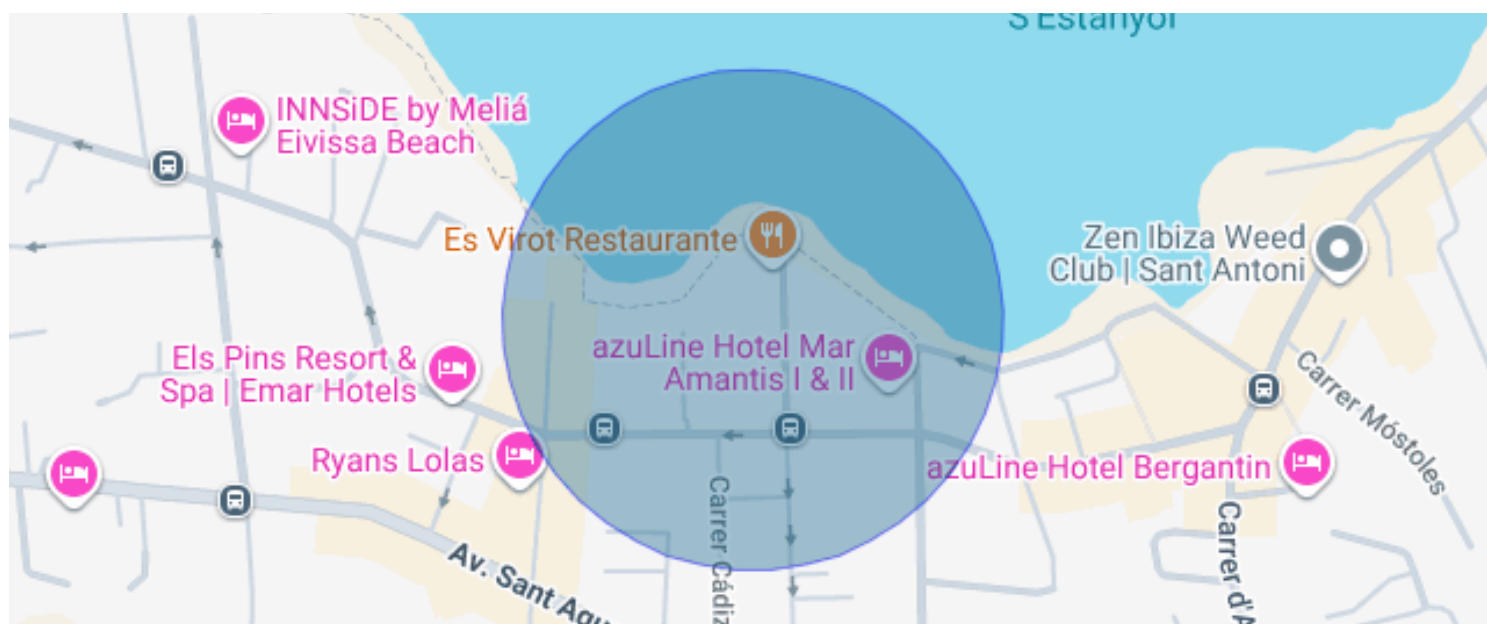 S'Estanyol
INNSiDE by Meliá
Eivissa Beach
Es Virot Restaurante
Zen Ibiza Weed
Club | Sant Antoni
azuLine Hotel Mar
Amantis I & II
Els Pins Resort &
Spa | Emar Hotels
Carrer Móstoles
Ryans Lolas
azuLine Hotel Bergantin
Carrer Cádiz
Carrer d'A
Av. Sant Agu